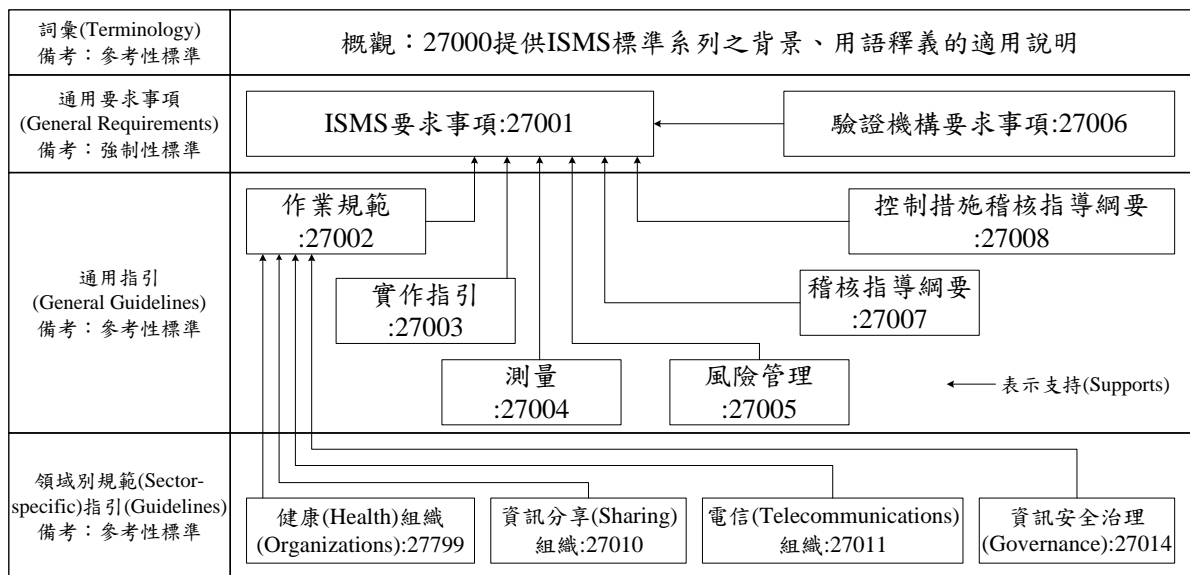 詞彙(Terminology)
備考：參考性標準
概觀：27000提供ISMS標準系列之背景、用語釋義的適用說明
通用要求事項
(General Requirements)
備考：強制性標準
ISMS要求事項:27001
驗證機構要求事項:27006
通用指引
(General Guidelines)
備考：參考性標準
作業規範
:27002
控制措施稽核指導綱要
:27008
實作指引
:27003
稽核指導綱要
:27007
測量
:27004
風險管理
:27005
表示支持(Supports)
領域別規範(Sector-
specific)指引(Guidelines)
備考：參考性標準
健康(Health)組織
(Organizations):27799
資訊分享(Sharing)
組織:27010
電信(Telecommunications)
組織:27011
資訊安全治理
(Governance):27014